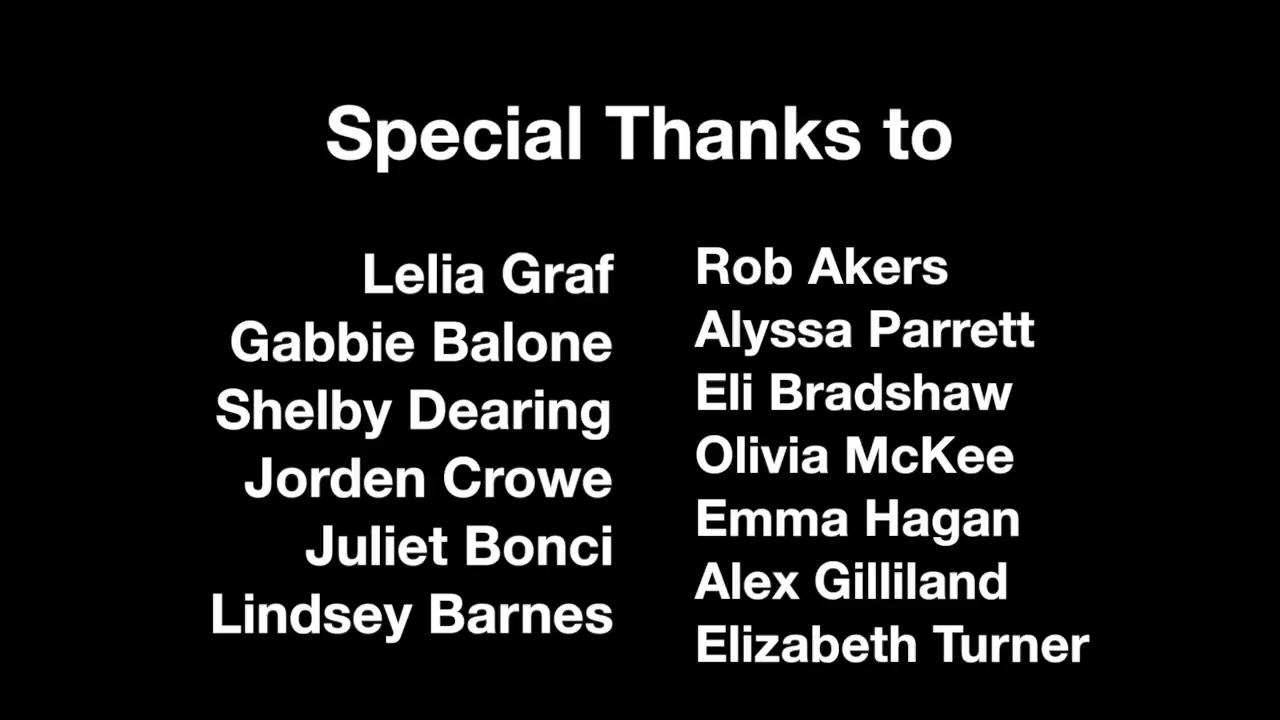 Special Thanks to
Lelia Graf
Gabbie Balone
Shelby Dearing
Jorden Crowe
Juliet Bonci
Lindsey Barnes
Rob Akers
Alyssa Parrett
Eli Bradshaw
Olivia McKee
Emma Hagan
Alex Gilliland
Elizabeth Turner